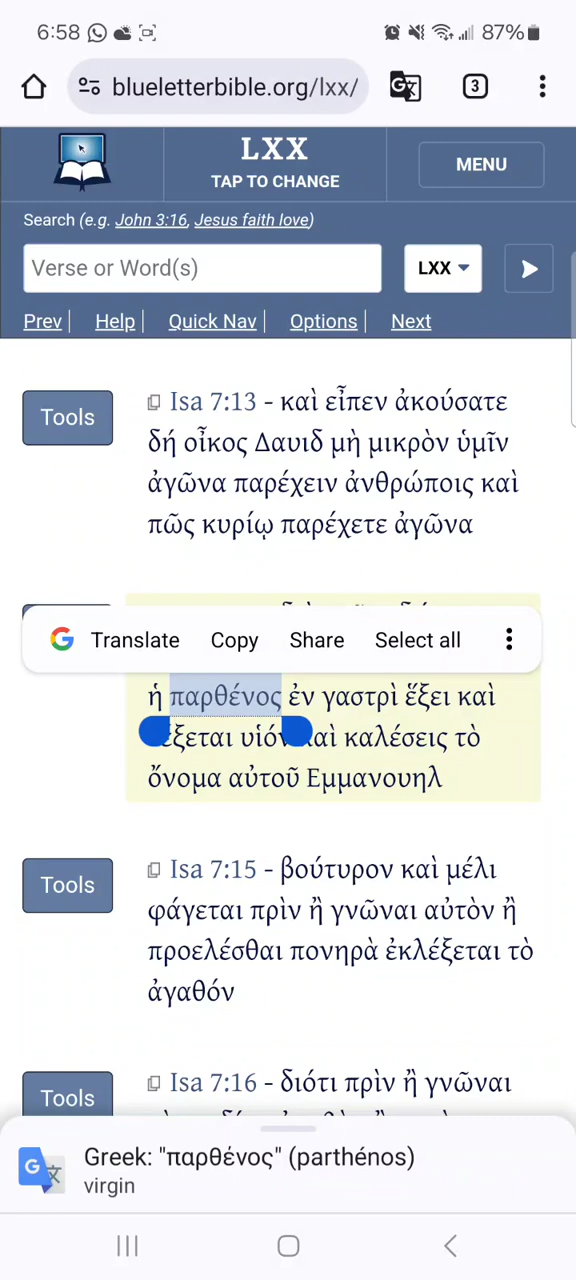 6:58 87%
blueletterbible.org/lxx/ 3
LXX
TAP TO CHANGE
MENU
Search (e.g. John 3:16, Jesus faith love)
Verse or Word(s) LXX
Prev | Help | Quick Nav | Options | Next
Tools
Isa 7:13 - καὶ εἶπεν ἀκούσατε
δή οἶκος Δαυιδ μὴ μικρὸν ὑμῖν
ἀγῶνα παρέχειν ἀνθρώποις καὶ
πῶς κυρίῳ παρέχετε ἀγῶνα
Translate Copy Share Select all
ἡ παρθένος ἐν γαστρὶ ἕξει καὶ
υἱόν καλέσεις τὸ
ὄνομα αὐτοῦ Εμμανουηλ
Tools
Isa 7:15 - βούτυρον καὶ μέλι
φάγεται πρὶν ἢ γνῶναι αὐτὸν ἢ
προελέσθαι πονηρὰ ἐκλέξεται τὸ
ἀγαθόν
Tools
Isa 7:16 - διότι πρὶν ἢ γνῶναι
Greek: "παρθένος" (parthénos)
virgin